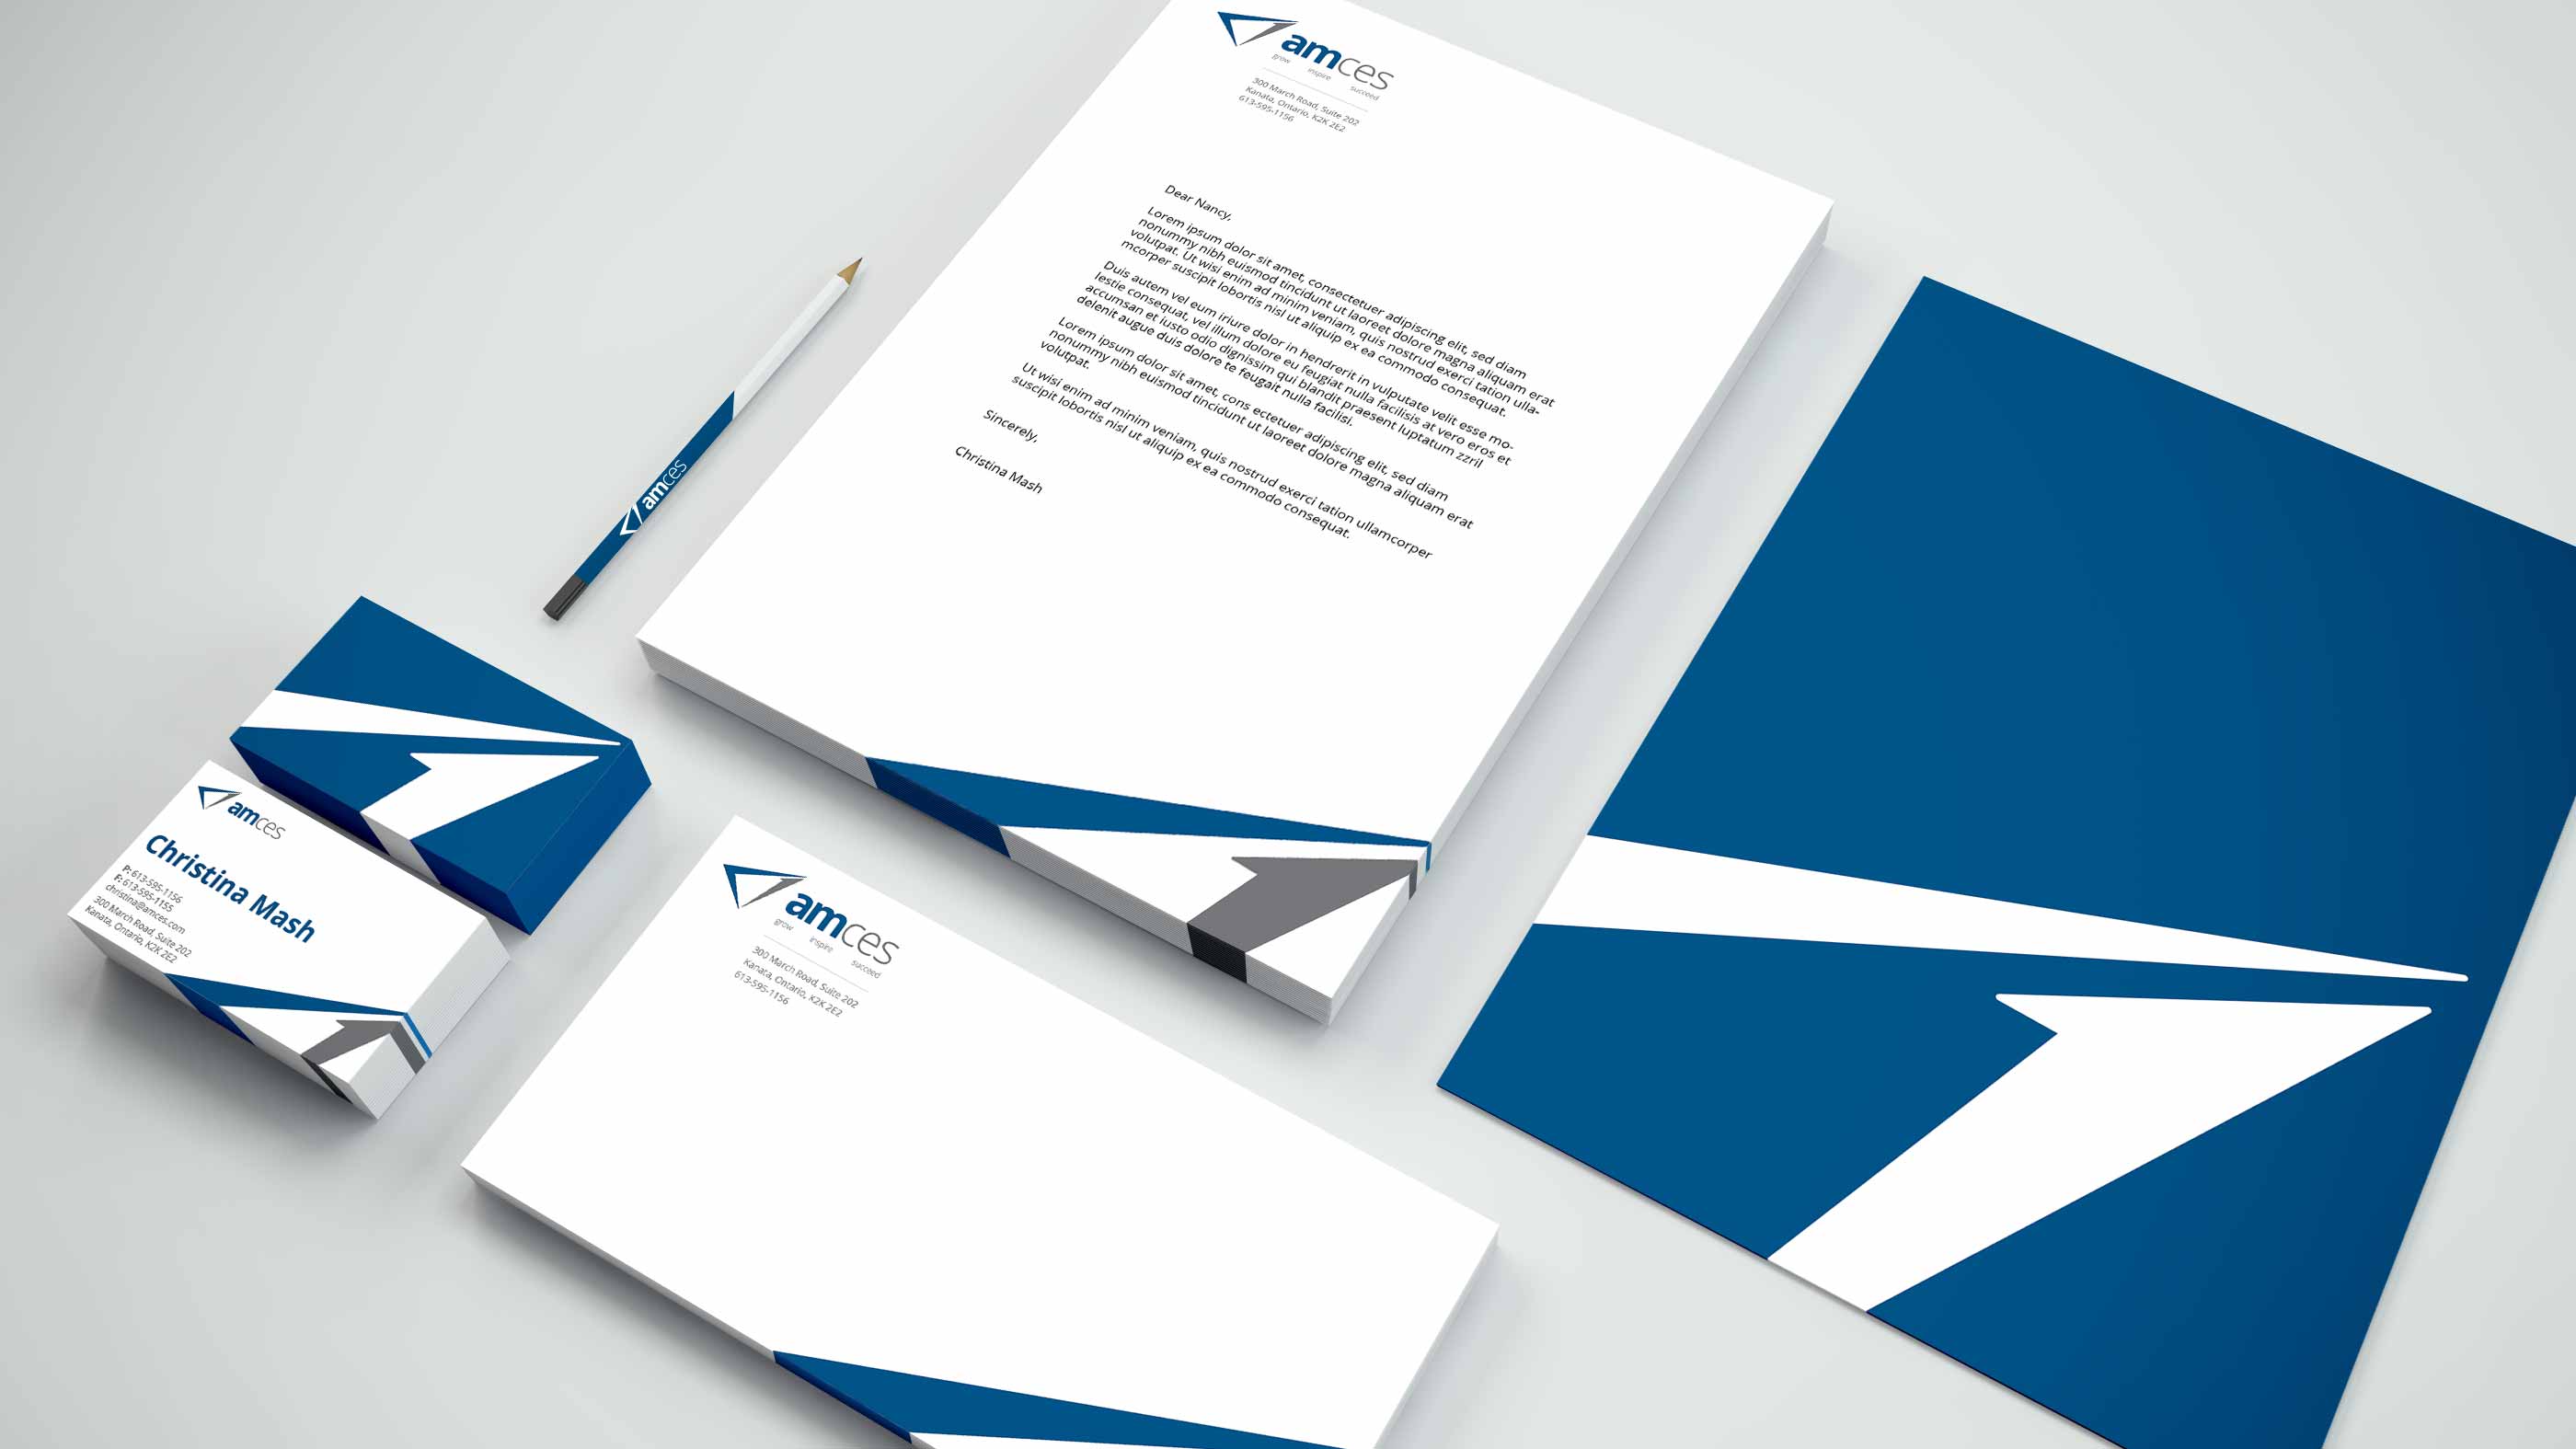 amces
grow inspire succeed
300 March Road, Suite 202
Kanata, Ontario, K2K 2E2
613-595-1156
Dear Nancy,
Lorem ipsum dolor sit amet, consectetuer adipiscing elit, sed diam
nonummy nibh euismod tincidunt ut laoreet dolore magna aliquam erat
volutpat. Ut wisi enim ad minim veniam, quis nostrud exerci tation ulla-
mcorper suscipit lobortis nisl ut aliquip ex ea commodo consequat.
Duis autem vel eum iriure dolor in hendrerit in vulputate velit esse mo-
lestie consequat, vel illum dolore eu feugiat nulla facilisis at vero eros et
accumsan et iusto odio dignissim qui blandit praesent luptatum zzril
delenit augue duis dolore te feugait nulla facilisi.
Lorem ipsum dolor sit amet, cons ectetuer adipiscing elit, sed diam
nonummy nibh euismod tincidunt ut laoreet dolore magna aliquam erat
volutpat.
Ut wisi enim ad minim veniam, quis nostrud exerci tation ullamcorper
suscipit lobortis nisl ut aliquip ex ea commodo consequat.
Sincerely,
Christina Mash
amces
amces
Christina Mash
P: 613-595-1156
F: 613-595-1155
christina@amces.com
300 March Road, Suite 202
Kanata, Ontario, K2K 2E2
amces
grow inspire succeed
300 March Road, Suite 202
Kanata, Ontario, K2K 2E2
613-595-1156